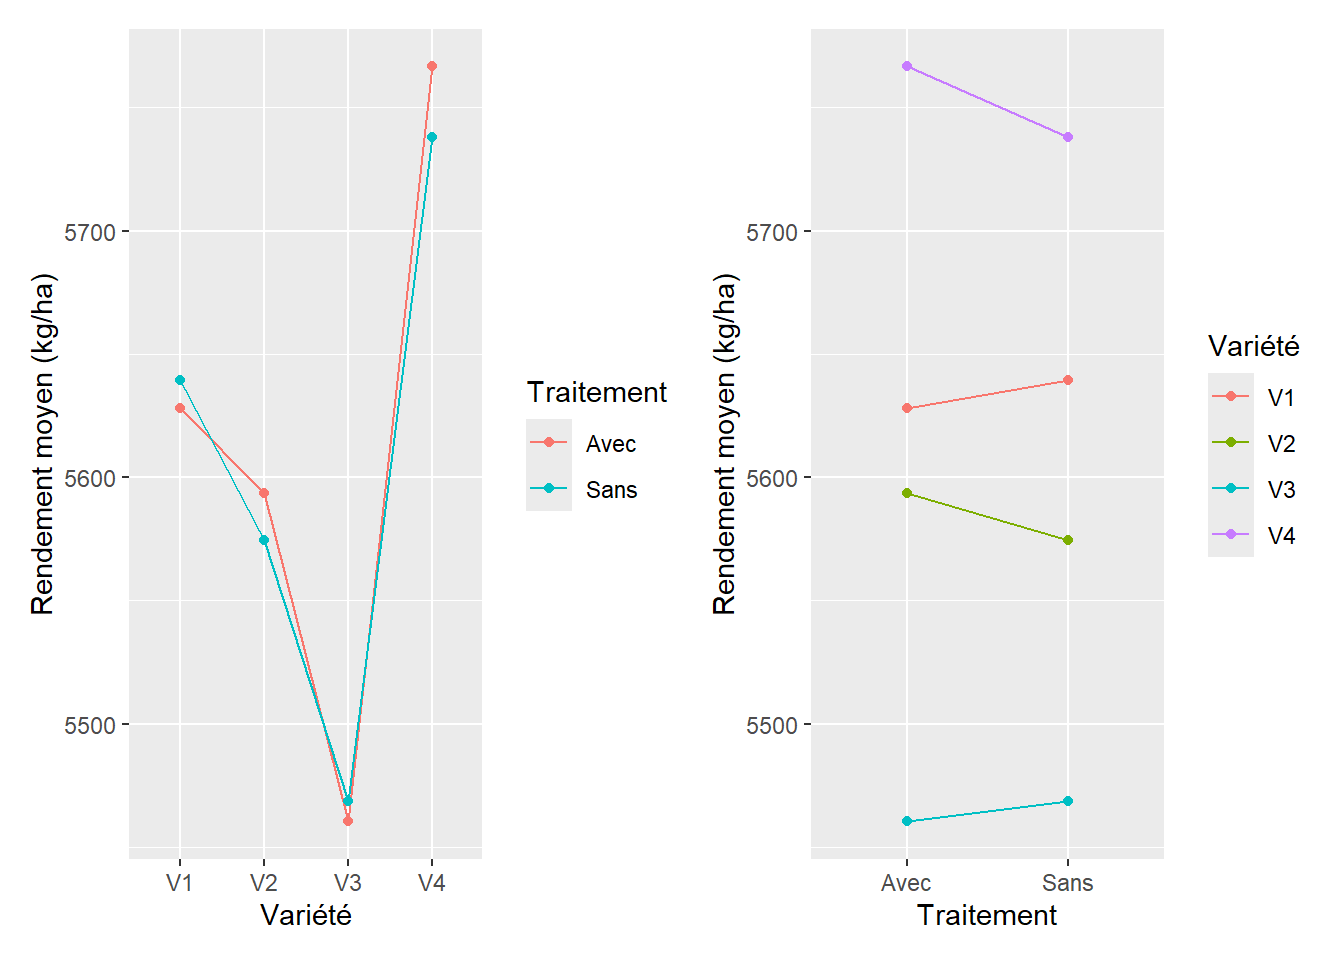 Rendement moyen (kg/ha)
5700
5600
5500
V1 V2 V3 V4
Variété
Traitement
Avec
Sans
Rendement moyen (kg/ha)
5700
5600
5500
Avec Sans
Traitement
Variété
V1
V2
V3
V4